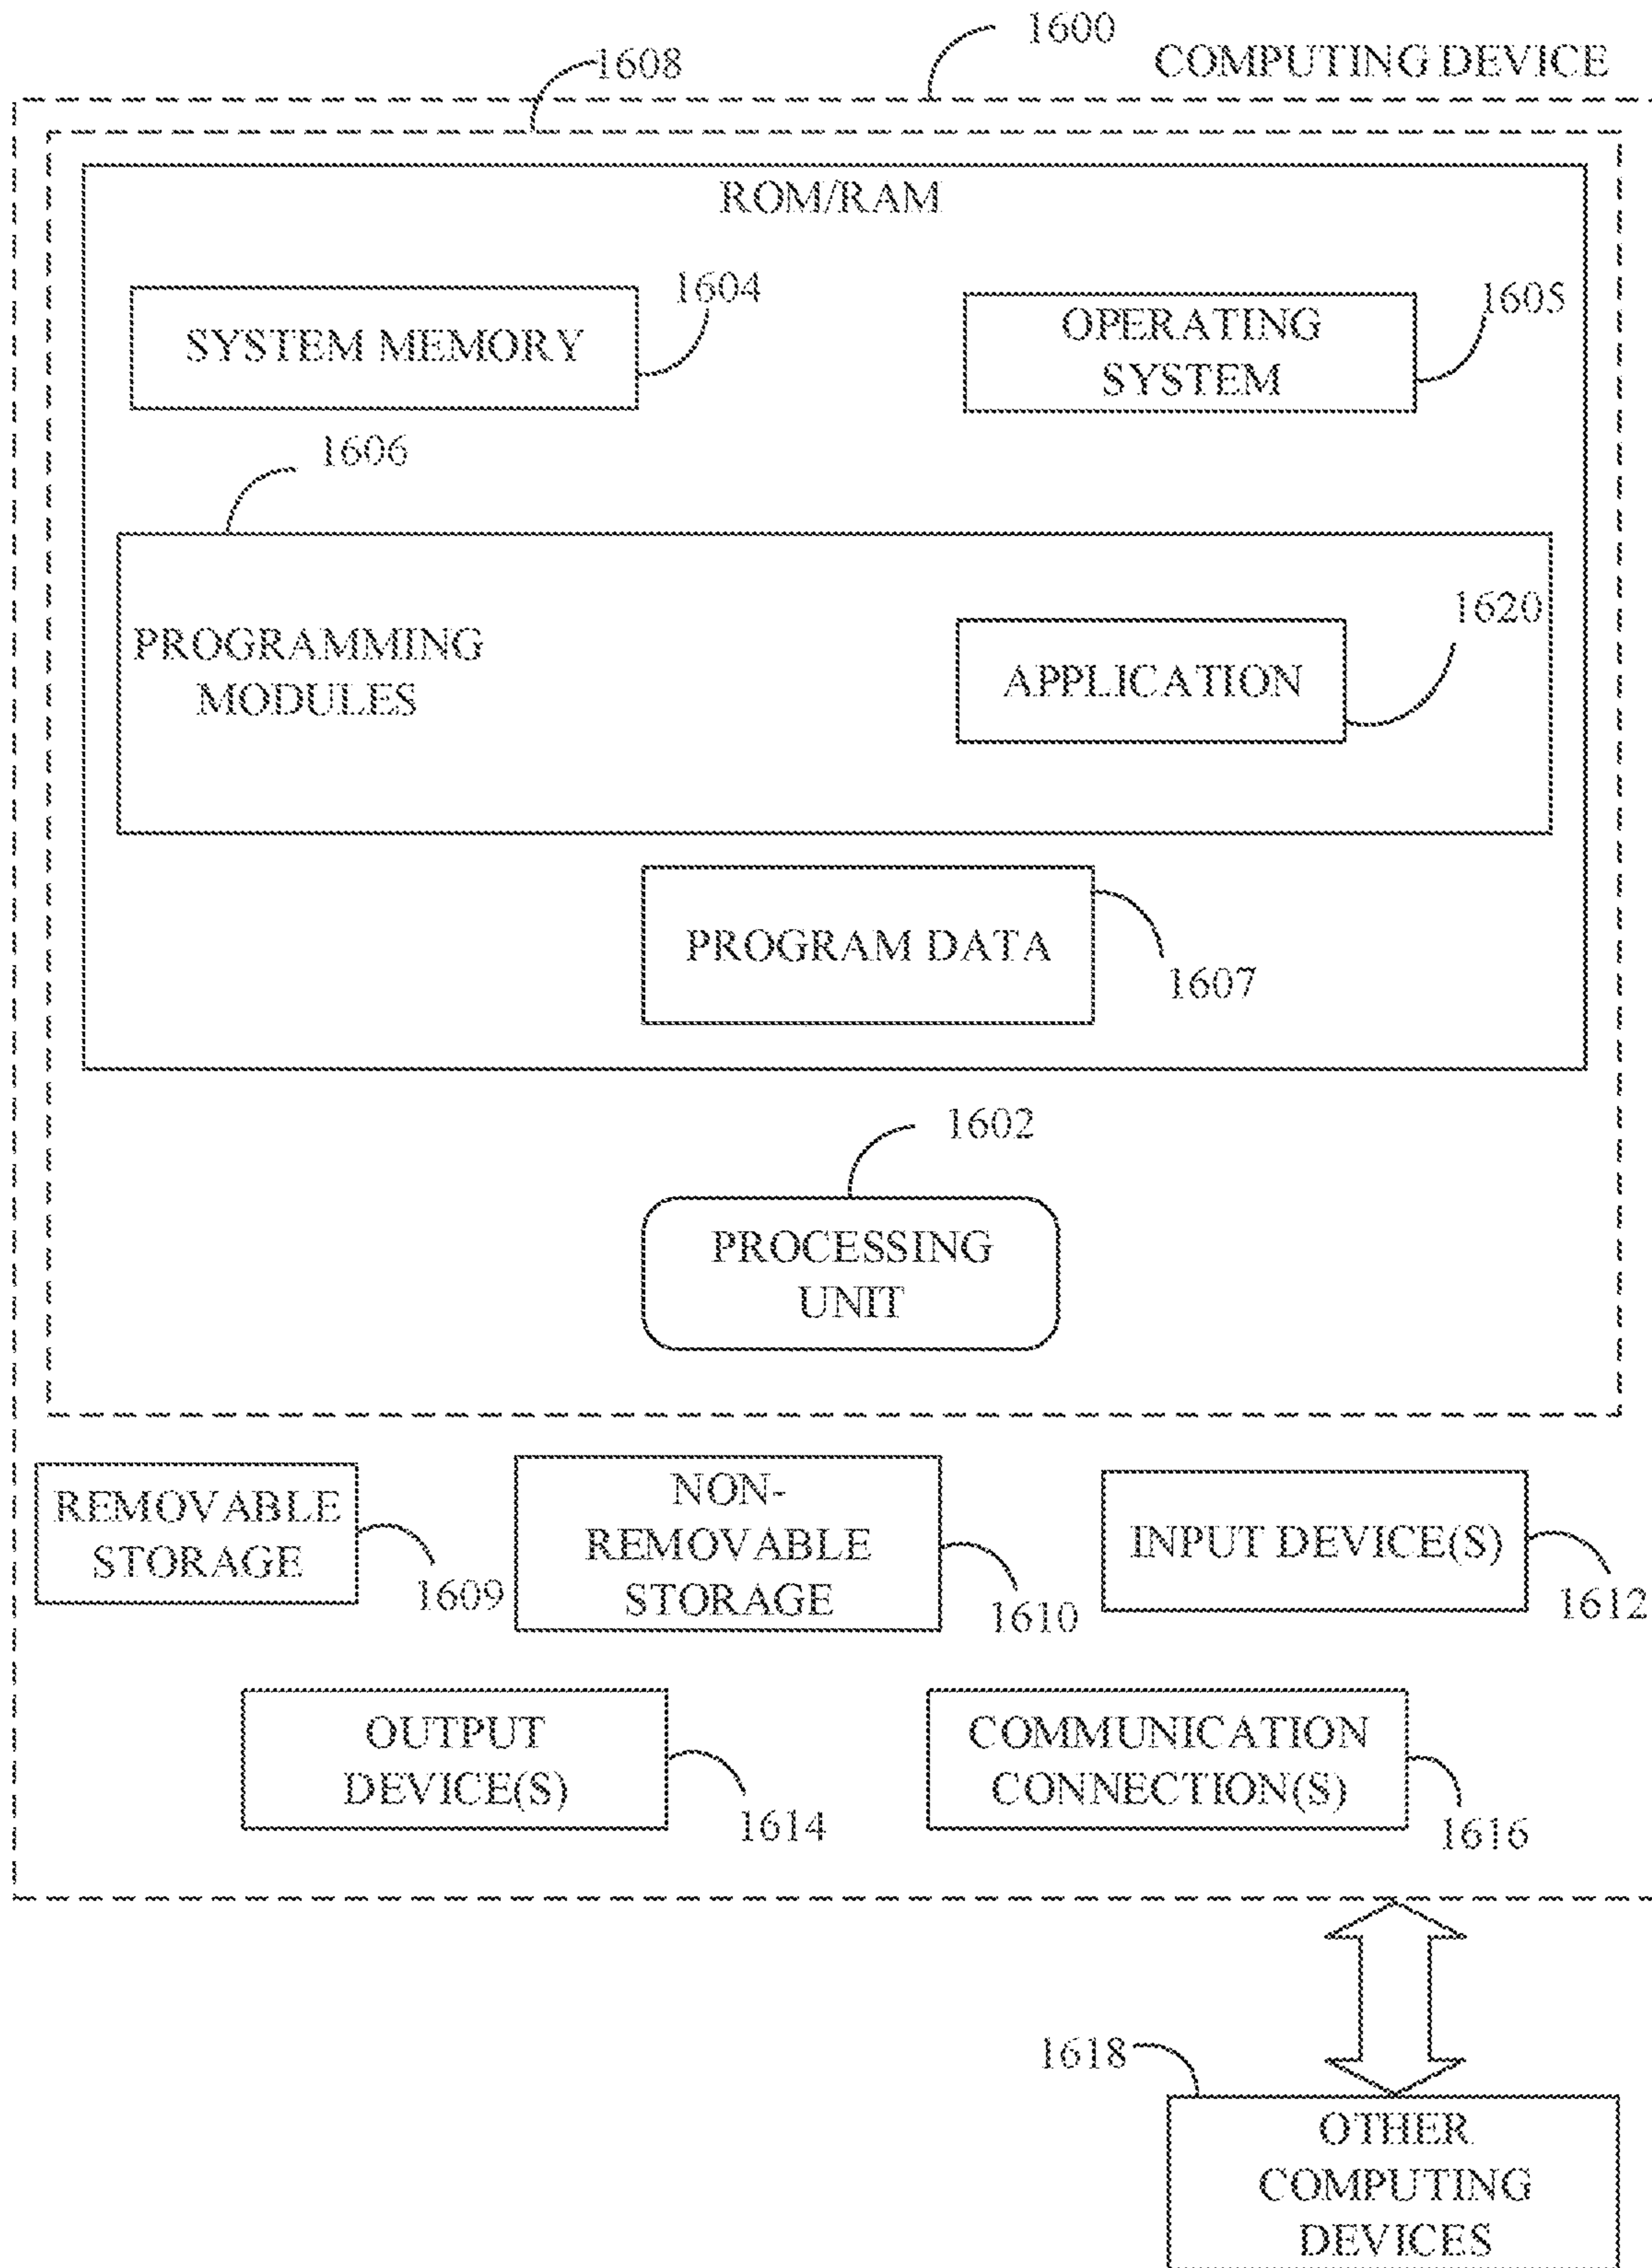 1600
COMPUTING DEVICE
1608
ROM/RAM
SYSTEM MEMORY
1604
OPERATING
SYSTEM
1605
1606
PROGRAMMING
MODULES
APPLICATION
1620
PROGRAM DATA
1607
1602
PROCESSING
UNIT
REMOVABLE
STORAGE
1609
NON-
REMOVABLE
STORAGE
1610
INPUT DEVICE(S)
1612
OUTPUT
DEVICE(S)
1614
COMMUNICATION
CONNECTION(S)
1616
1618
OTHER
COMPUTING
DEVICES